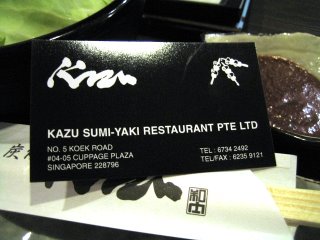 Kazu
KAZU SUMI-YAKI RESTAURANT PTE LTD
NO. 5 KOEK ROAD
#04-05 CUPPAGE PLAZA
SINGAPORE 228796
TEL : 6734 2492
TEL/FAX : 6235 9121
炭